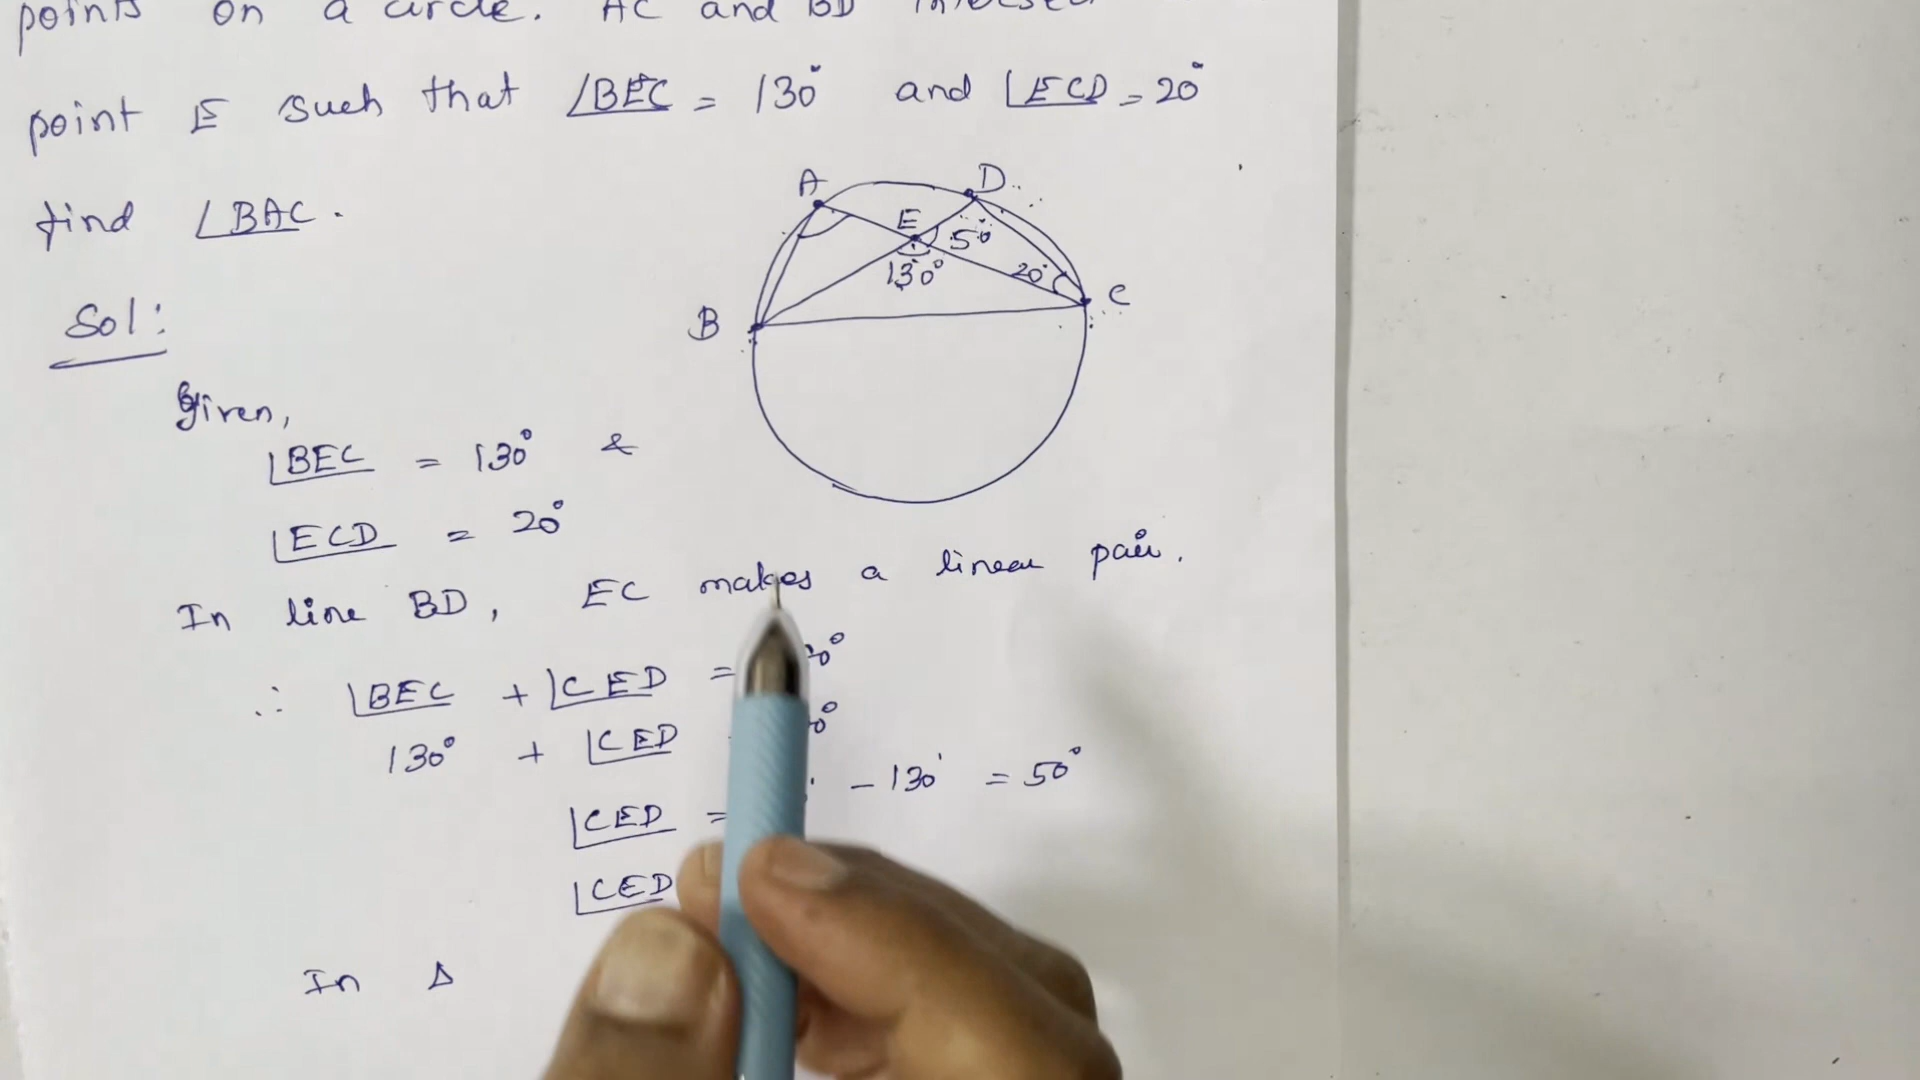 points on a circle. AC and BD intersect
point E such that ∠BEC = 130° and ∠ECD = 20°
find ∠BAC.
A
D
E
50°
130°
20°
C
B
Sol:
Given,
∠BEC = 130° &
∠ECD = 20°
In line BD, EC makes a linear pair.
∴ ∠BEC + ∠CED =
130° + ∠CED
∠CED = - 130° = 50°
∠CED
In Δ